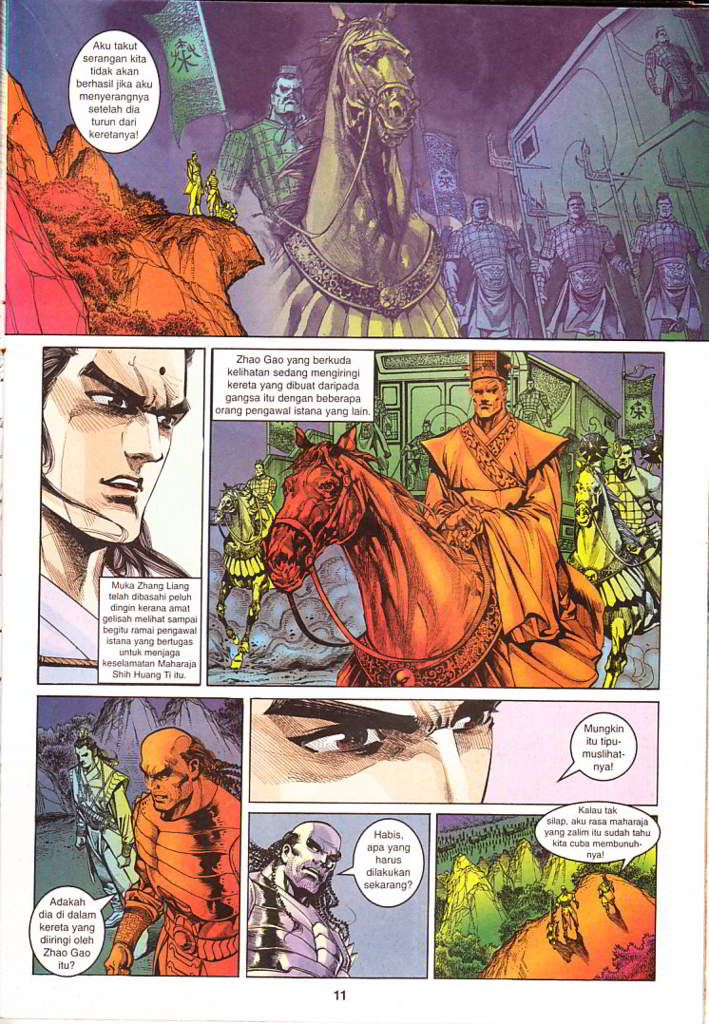 Aku takut
serangan kita
tidak akan
berhasil jika aku
menyerangnya
setelah dia
turun dari
keretanya!
Muka Zhang Liang
telah dibasahi peluh
dingin kerana amat
gelisah melihat sampai
begitu ramai pengawal
istana yang bertugas
untuk menjaga
keselamatan Maharaja
Shih Huang Ti itu.
Zhao Gao yang berkuda
kelihatan sedang mengiringi
kereta yang dibuat daripada
gangsa itu dengan beberapa
orang pengawal istana yang lain.
Adakah
dia di dalam
kereta yang
diiringi oleh
Zhao Gao
itu?
Mungkin
itu tipu-
muslihat-
nya!
Habis,
apa yang
harus
dilakukan
sekarang?
Kalau tak
silap, aku rasa maharaja
yang zalim itu sudah tahu
kita cuba membunuh-
nya!
11